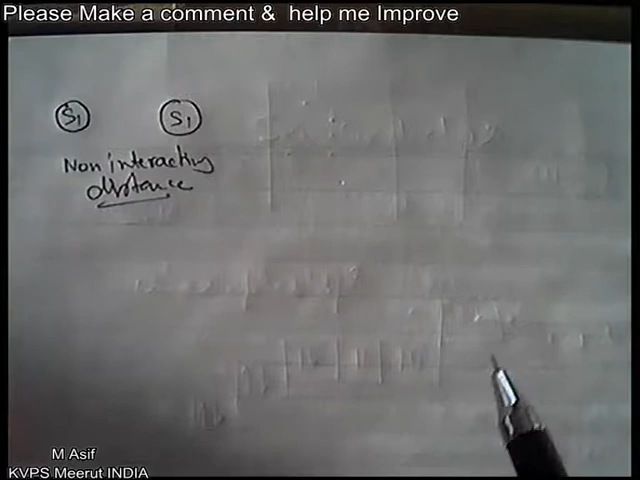 Please Make a comment & help me Improve
S1 S1
Non interacting
distance
M Asif
KVPS Meerut INDIA